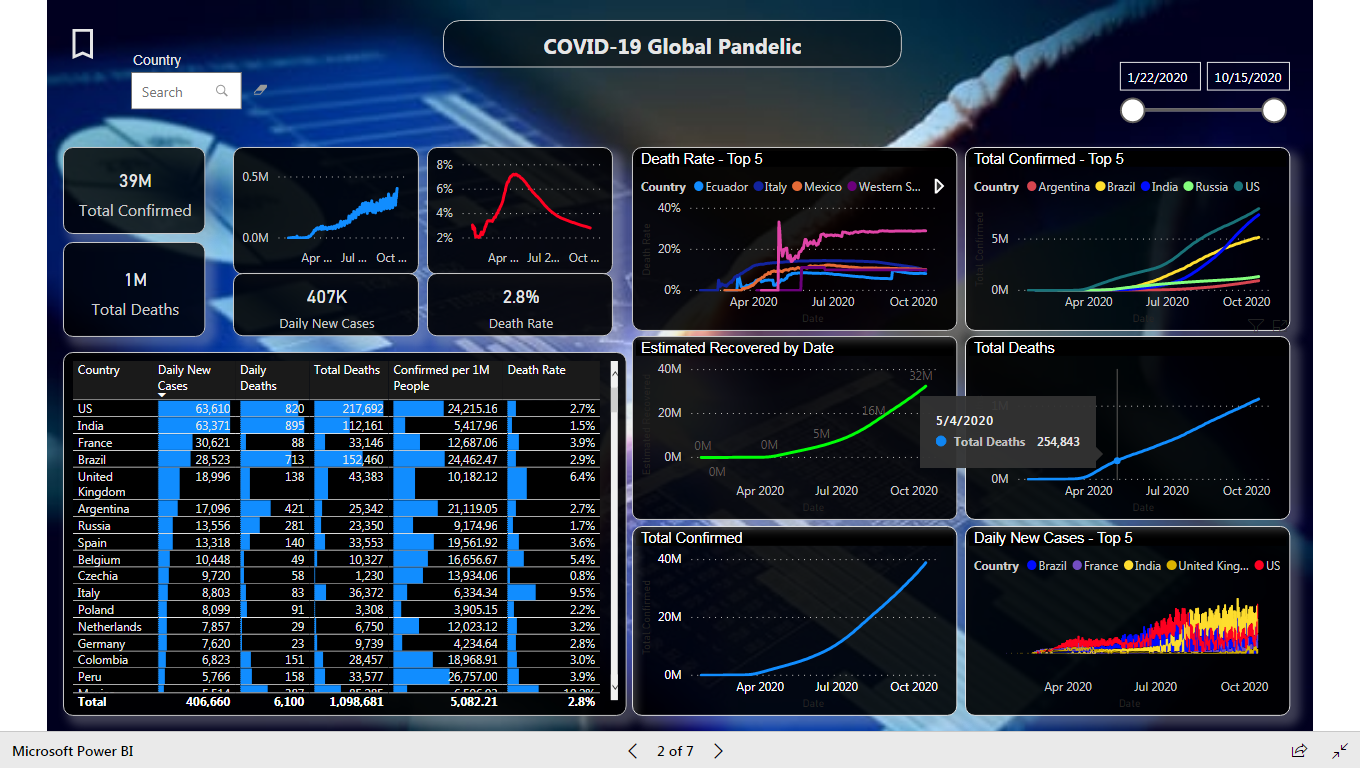 COVID-19 Global Pandelic
Country
Search
1/22/2020 10/15/2020
39M
Total Confirmed
1M
Total Deaths
0.5M
0.0M
Apr ... Jul ... Oct ...
407K
Daily New Cases
8%
6%
4%
2%
Apr ... Jul 2... Oct ...
2.8%
Death Rate
Death Rate - Top 5
Country Ecuador Italy Mexico Western S...
40%
20%
0%
Death Rate
Apr 2020 Jul 2020 Oct 2020
Date
Total Confirmed - Top 5
Country Argentina Brazil India Russia US
5M
0M
Total Confirmed
Apr 2020 Jul 2020 Oct 2020
Date
Country Daily New Cases Daily Deaths Total Deaths Confirmed per 1M People Death Rate
US 63,610 820 217,692 24,215.16 2.7%
India 63,371 895 112,161 5,417.96 1.5%
France 30,621 88 33,146 12,687.06 3.9%
Brazil 28,523 713 152,460 24,462.47 2.9%
United Kingdom 18,996 138 43,383 10,182.12 6.4%
Argentina 17,096 421 25,342 21,119.05 2.7%
Russia 13,556 281 23,350 9,174.96 1.7%
Spain 13,318 140 33,553 19,561.92 3.6%
Belgium 10,448 49 10,327 16,656.67 5.4%
Czechia 9,720 58 1,230 13,934.06 0.8%
Italy 8,803 83 36,372 6,334.34 9.5%
Poland 8,099 91 3,308 3,905.15 2.2%
Netherlands 7,857 29 6,750 12,023.12 3.2%
Germany 7,620 23 9,739 4,234.64 2.8%
Colombia 6,823 151 28,457 18,968.91 3.0%
Peru 5,766 158 33,577 26,757.00 3.9%
Total 406,660 6,100 1,098,681 5,082.21 2.8%
Estimated Recovered by Date
40M
20M
0M
Estimated Recovered
0M 0M 0M 5M 16M 32M
Apr 2020 Jul 2020 Oct 2020
Date
Total Deaths
1M
0M
5/4/2020
Total Deaths 254,843
Apr 2020 Jul 2020 Oct 2020
Date
Total Confirmed
40M
20M
0M
Total Confirmed
Apr 2020 Jul 2020 Oct 2020
Date
Daily New Cases - Top 5
Country Brazil France India United King... US
Apr 2020 Jul 2020 Oct 2020
Date
Microsoft Power BI
2 of 7